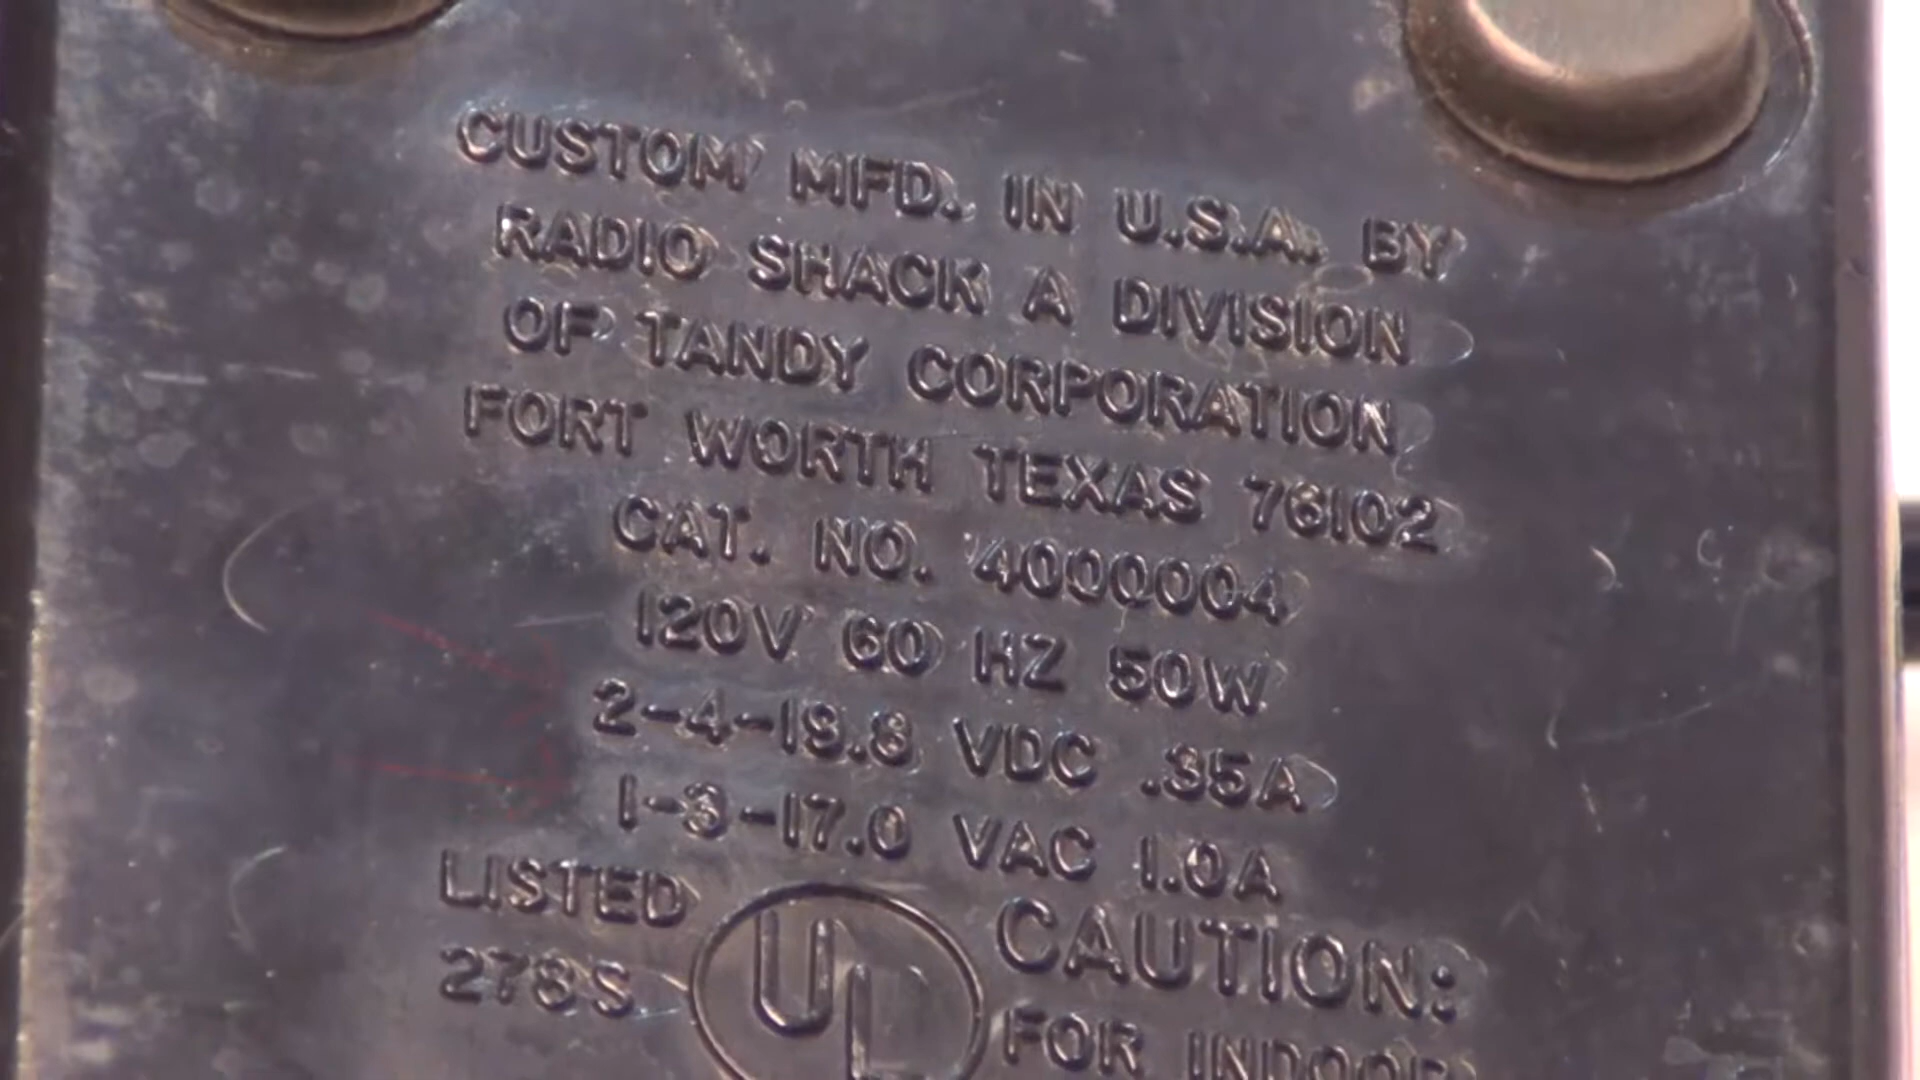 CUSTOM MFD. IN U.S.A. BY
RADIO SHACK A DIVISION
OF TANDY CORPORATION
FORT WORTH TEXAS 76102
CAT. NO. 4000004
120V 60 HZ 50W
2-4-19.8 VDC .35A
1-3-17.0 VAC 1.0A
LISTED
278S
UL
CAUTION:
FOR INDOOR